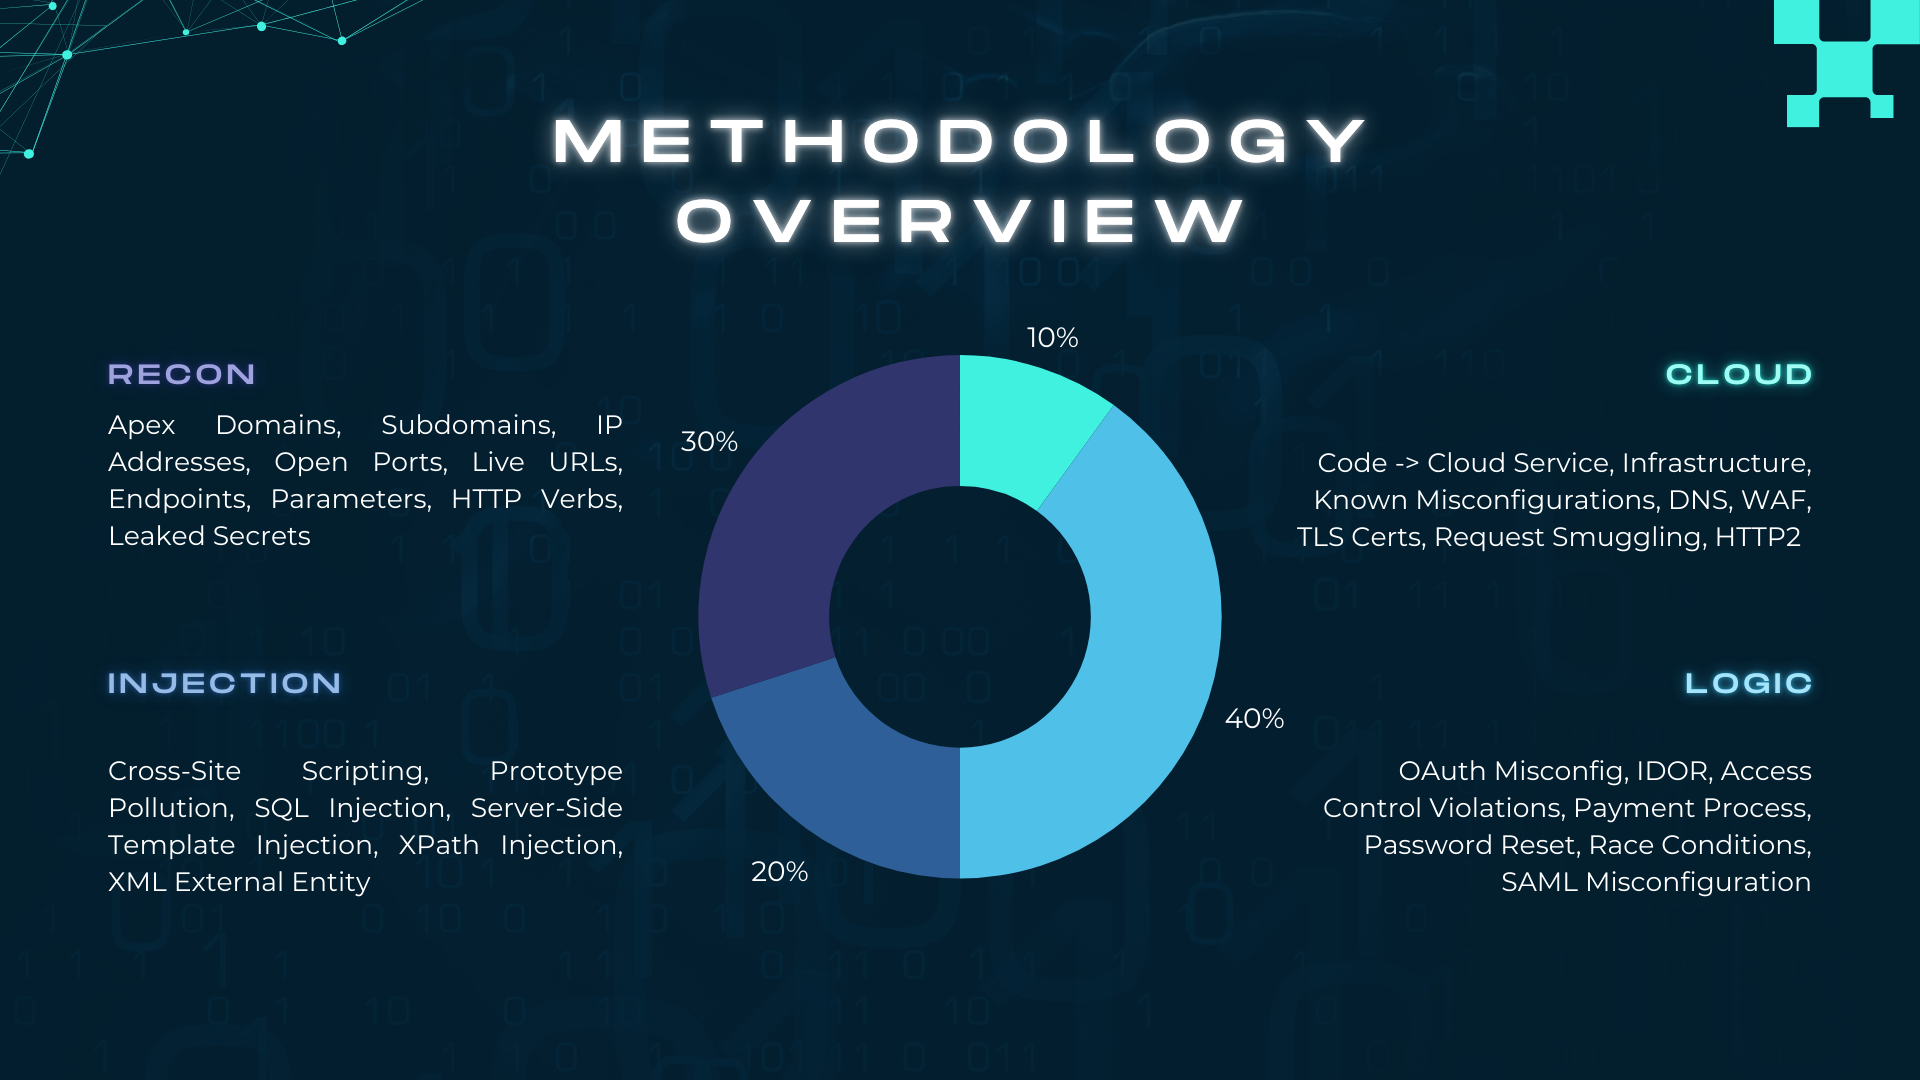 METHODOLOGY
OVERVIEW
10%
30%
40%
20%
RECON
Apex Domains, Subdomains, IP
Addresses, Open Ports, Live URLs,
Endpoints, Parameters, HTTP Verbs,
Leaked Secrets
CLOUD
Code -> Cloud Service, Infrastructure,
Known Misconfigurations, DNS, WAF,
TLS Certs, Request Smuggling, HTTP2
INJECTION
Cross-Site Scripting, Prototype
Pollution, SQL Injection, Server-Side
Template Injection, XPath Injection,
XML External Entity
LOGIC
OAuth Misconfig, IDOR, Access
Control Violations, Payment Process,
Password Reset, Race Conditions,
SAML Misconfiguration